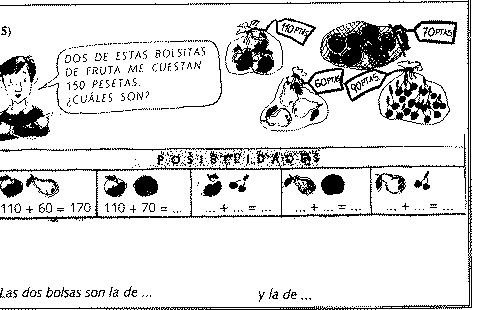 S)
DOS DE ESTAS BOLSITAS
DE FRUTA ME CUESTAN
150 PESETAS.
¿CUÁLES SON?
110 PTAS
70 PTAS
60 PTAS
90 PTAS
POSIBILIDADES
110 + 60 = 170
110 + 70 = ...
... + ... = ...
... + ... = ...
... + ... = ...
Las dos bolsas son la de ... y la de ...